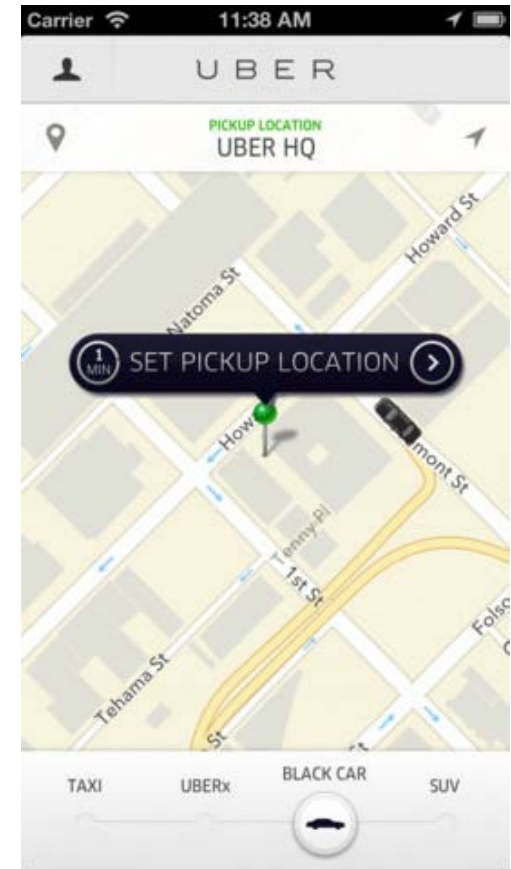 Carrier 11:38 AM
UBER
PICKUP LOCATION
UBER HQ
Howard St
Natoma St
1 MIN SET PICKUP LOCATION
How
mont St
Tenny Pl
1st St
Folso
Tehama St
St
TAXI UBERx BLACK CAR SUV